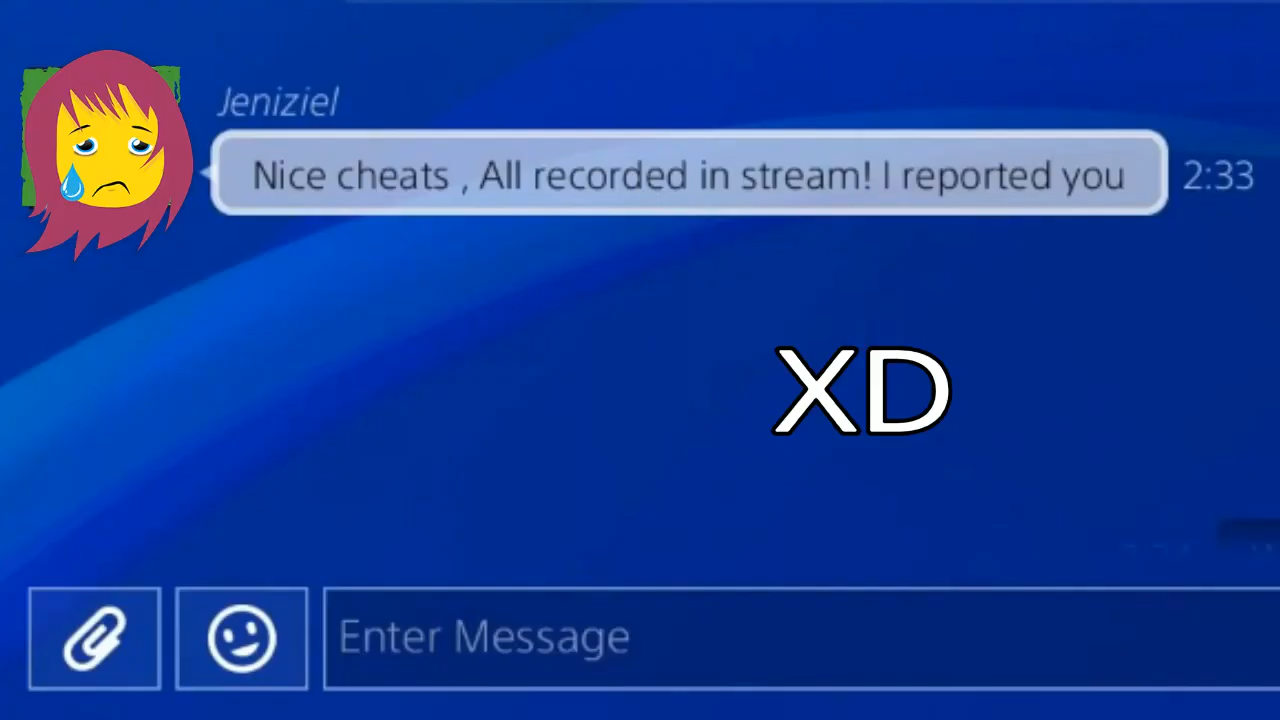 Jeniziel
Nice cheats , All recorded in stream! I reported you
2:33
XD
Enter Message